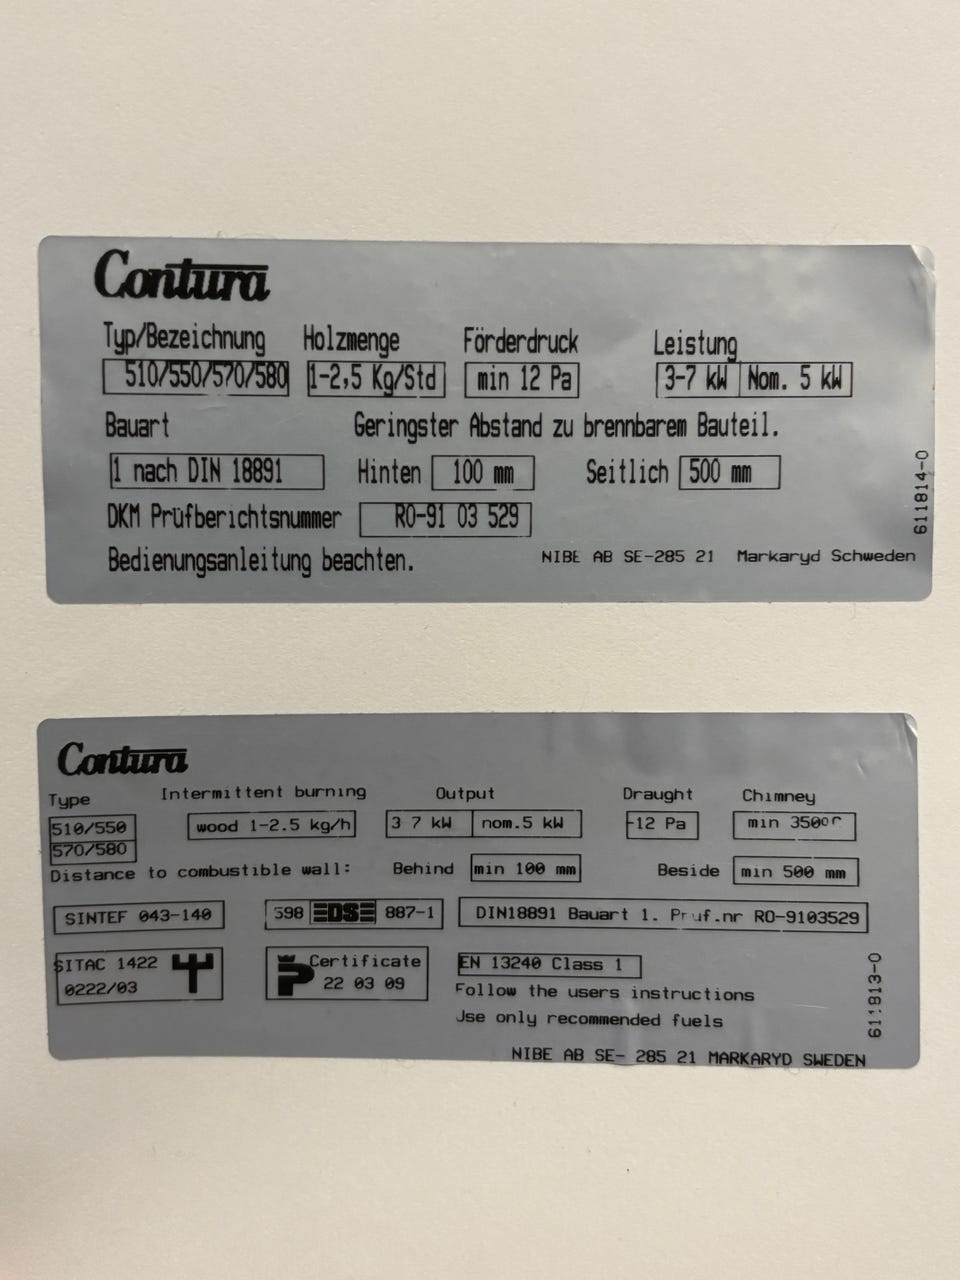 Contura
Typ/Bezeichnung Holzmenge Förderdruck Leistung
510/550/570/580 1-2,5 Kg/Std min 12 Pa 3-7 kW Nom. 5 kW
Bauart Geringster Abstand zu brennbarem Bauteil.
1 nach DIN 18891 Hinten 100 mm Seitlich 500 mm
DKM Prüfberichtsnummer RO-91 03 529
Bedienungsanleitung beachten. NIBE AB SE-285 21 Markaryd Schweden
611814-0
Contura
Type Intermittent burning Output Draught Chimney
510/550 wood 1-2.5 kg/h 3 7 kW nom.5 kW -12 Pa min 350°C
570/580
Distance to combustible wall: Behind min 100 mm Beside min 500 mm
SINTEF 043-140 598 EDSE 887-1 DIN18891 Bauart 1. Pruf.nr RO-9103529
SITAC 1422 P Certificate EN 13240 Class 1
0222/03 22 03 09
Follow the users instructions
Use only recommended fuels
611813-0
NIBE AB SE- 285 21 MARKARYD SWEDEN